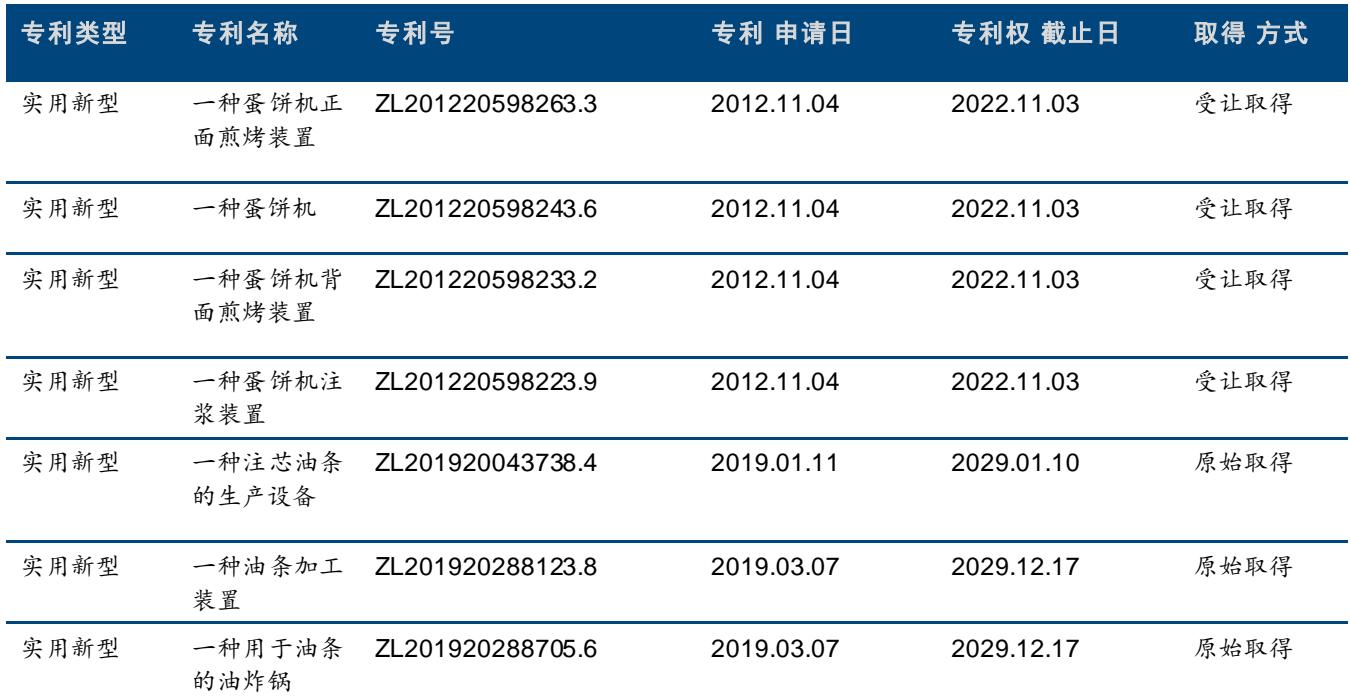 专利类型 专利名称 专利号 专利 申请日 专利权 截止日 取得 方式
实用新型 一种蛋饼机正 ZL201220598263.3 2012.11.04 2022.11.03 受让取得
面煎烤装置
实用新型 一种蛋饼机 ZL201220598243.6 2012.11.04 2022.11.03 受让取得
实用新型 一种蛋饼机背 ZL201220598233.2 2012.11.04 2022.11.03 受让取得
面煎烤装置
实用新型 一种蛋饼机注 ZL201220598223.9 2012.11.04 2022.11.03 受让取得
浆装置
实用新型 一种注芯油条 ZL201920043738.4 2019.01.11 2029.01.10 原始取得
的生产设备
实用新型 一种油条加工 ZL201920288123.8 2019.03.07 2029.12.17 原始取得
装置
实用新型 一种用于油条 ZL201920288705.6 2019.03.07 2029.12.17 原始取得
的油炸锅